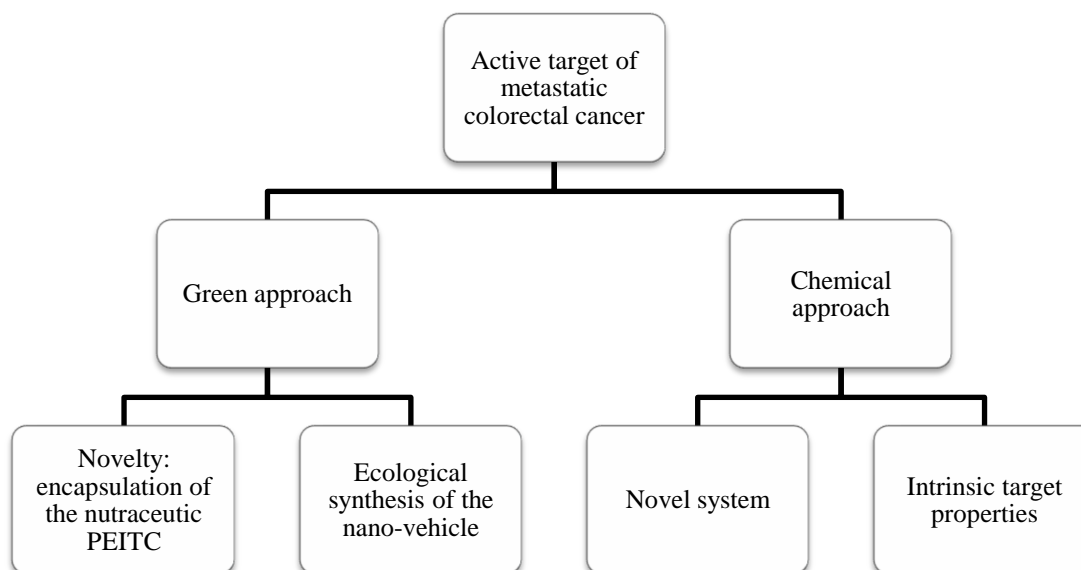 Active target of
metastatic
colorectal cancer
Green approach
Chemical
approach
Novelty:
encapsulation of
the nutraceutic
PEITC
Ecological
synthesis of the
nano-vehicle
Novel system
Intrinsic target
properties